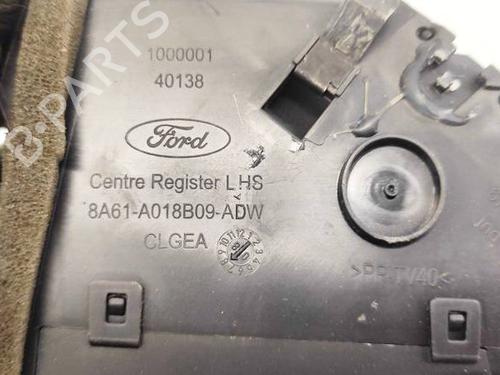 1000001
40138
Ford
Centre Register LHS
8A61-A018B09-ADW
CLGEA
>PP-TV40<
B-PARTS